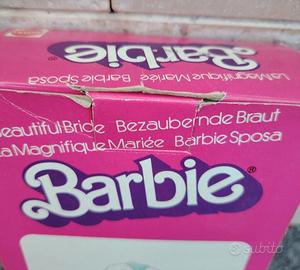 Barbie®
La Magnifique Mariée Barbie Sposa
Beautiful Bride Bezaubernde Braut
La Magnifique Mariée Barbie Sposa
Barbie®
subito